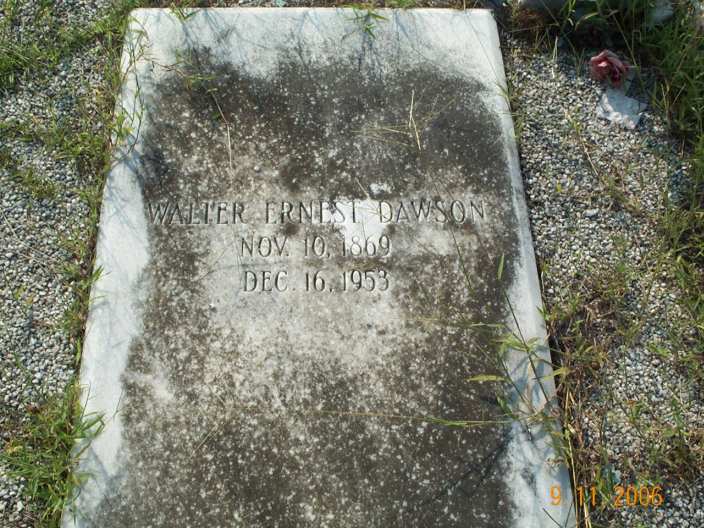 WALTER ERNEST DAWSON
NOV. 10, 1869
DEC. 16, 1953
9 11 2006